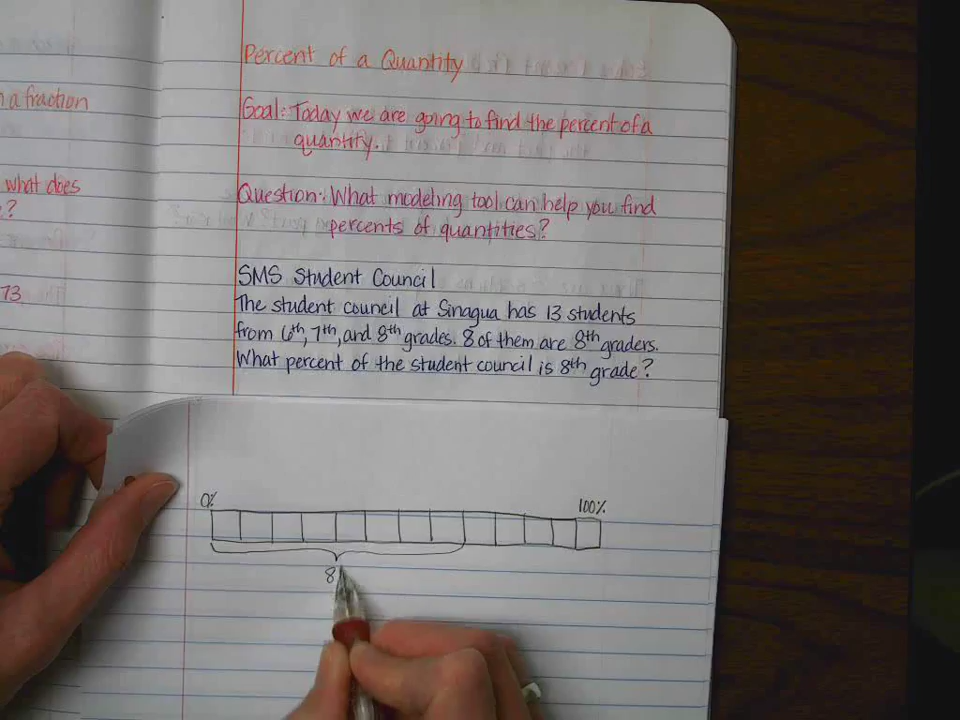 n a fraction
what does
?
73
Percent of a Quantity
Goal: Today we are going to find the percent of a
quantity.
Question: What modeling tool can help you find
percents of quantities?
SMS Student Council
The student council at Sinagua has 13 students
from 6th, 7th, and 8th grades. 8 of them are 8th graders.
What percent of the student council is 8th grade?
0%
100%
8